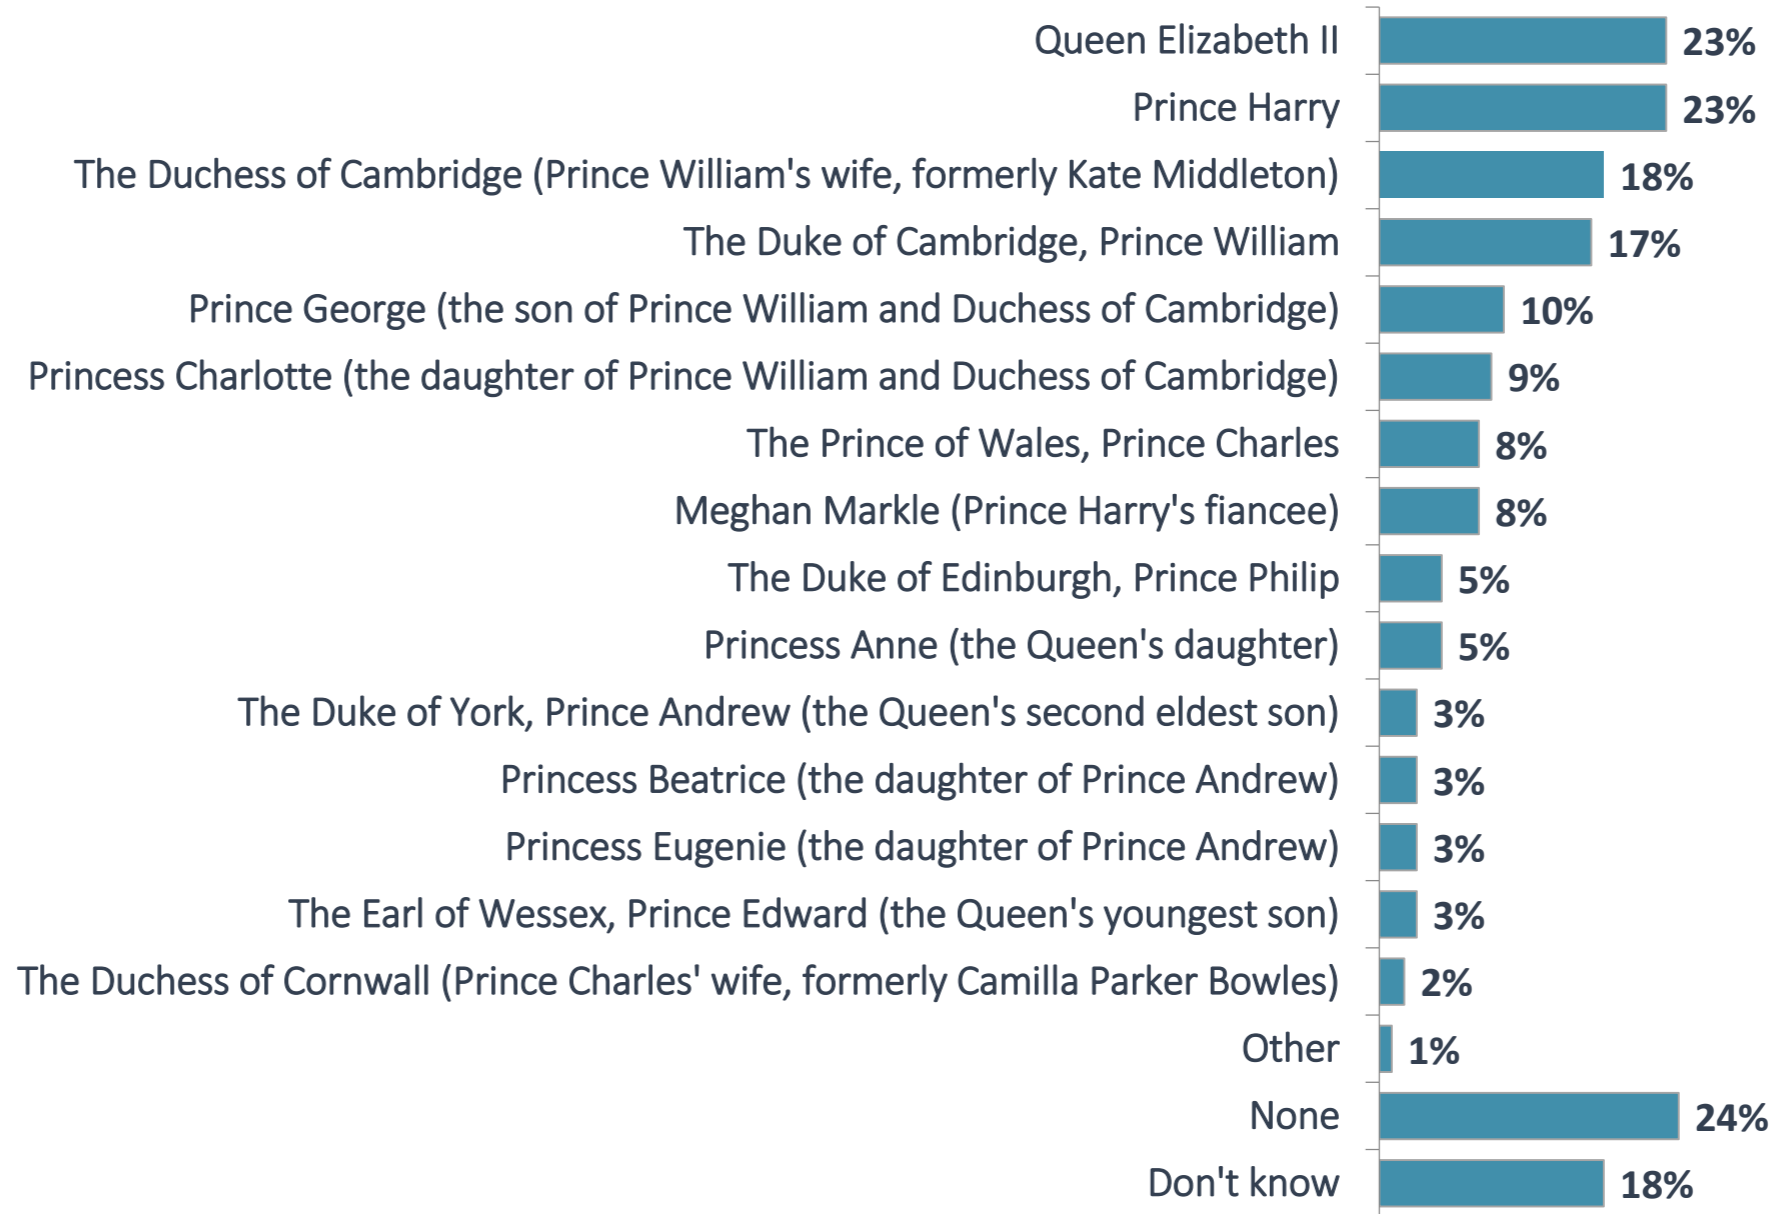 Queen Elizabeth II 23%
Prince Harry 23%
The Duchess of Cambridge (Prince William's wife, formerly Kate Middleton) 18%
The Duke of Cambridge, Prince William 17%
Prince George (the son of Prince William and Duchess of Cambridge) 10%
Princess Charlotte (the daughter of Prince William and Duchess of Cambridge) 9%
The Prince of Wales, Prince Charles 8%
Meghan Markle (Prince Harry's fiancee) 8%
The Duke of Edinburgh, Prince Philip 5%
Princess Anne (the Queen's daughter) 5%
The Duke of York, Prince Andrew (the Queen's second eldest son) 3%
Princess Beatrice (the daughter of Prince Andrew) 3%
Princess Eugenie (the daughter of Prince Andrew) 3%
The Earl of Wessex, Prince Edward (the Queen's youngest son) 3%
The Duchess of Cornwall (Prince Charles' wife, formerly Camilla Parker Bowles) 2%
Other 1%
None 24%
Don't know 18%